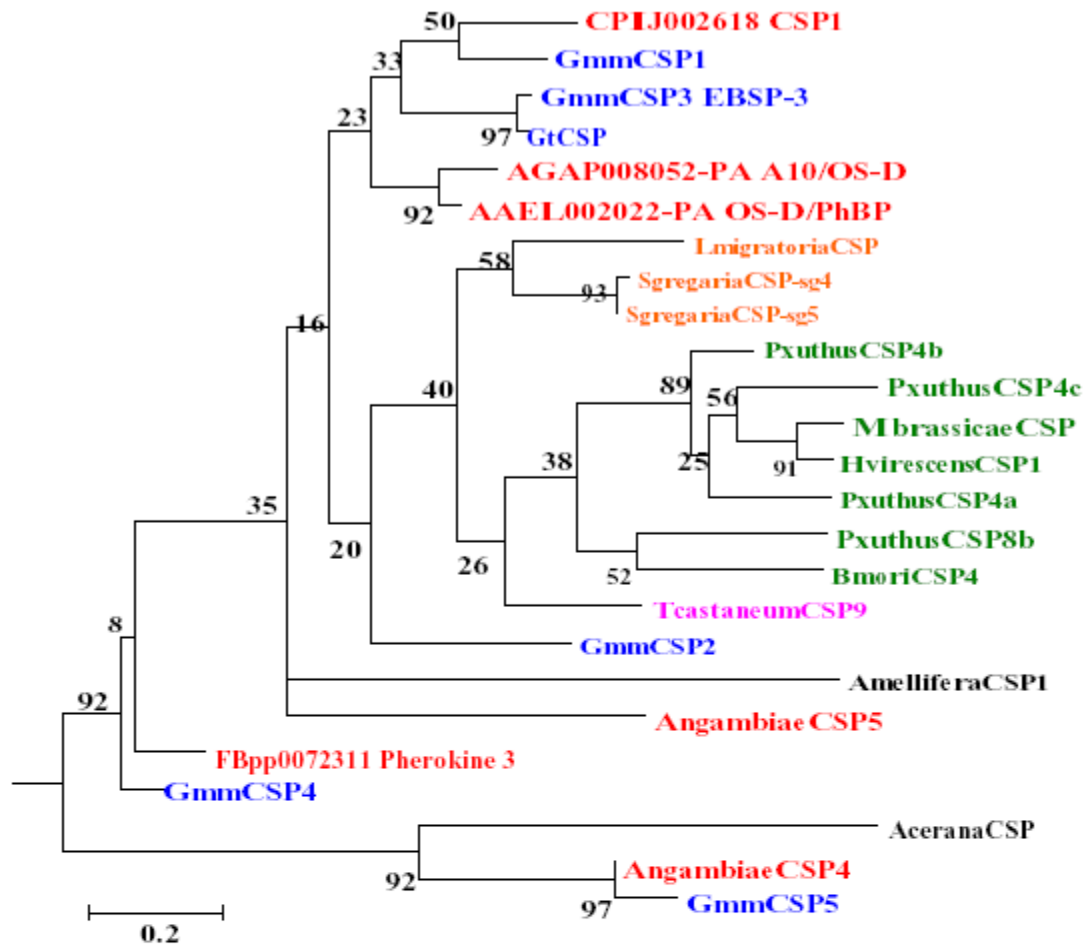 50
CPIJ002618 CSP1
33
GmmCSP1
GmmCSP3 EBSP-3
23
97
GtCSP
AGAP008052-PA A10/OS-D
92
AAEL002022-PA OS-D/PhBP
58
LmigratoriaCSP
93
SgregariaCSP-sg4
SgregariaCSP-sg5
16
PxuthusCSP4b
40
89
56
PxuthusCSP4c
MbrassicaeCSP
38
25
91
HvirescensCSP1
PxuthusCSP4a
35
20
26
PxuthusCSP8b
52
BmoriCSP4
TcastaneumCSP9
8
GmmCSP2
AmelliferaCSP1
92
AngambiaeCSP5
FBpp0072311 Pherokine 3
GmmCSP4
AceranaCSP
92
AngambiaeCSP4
97
GmmCSP5
0.2